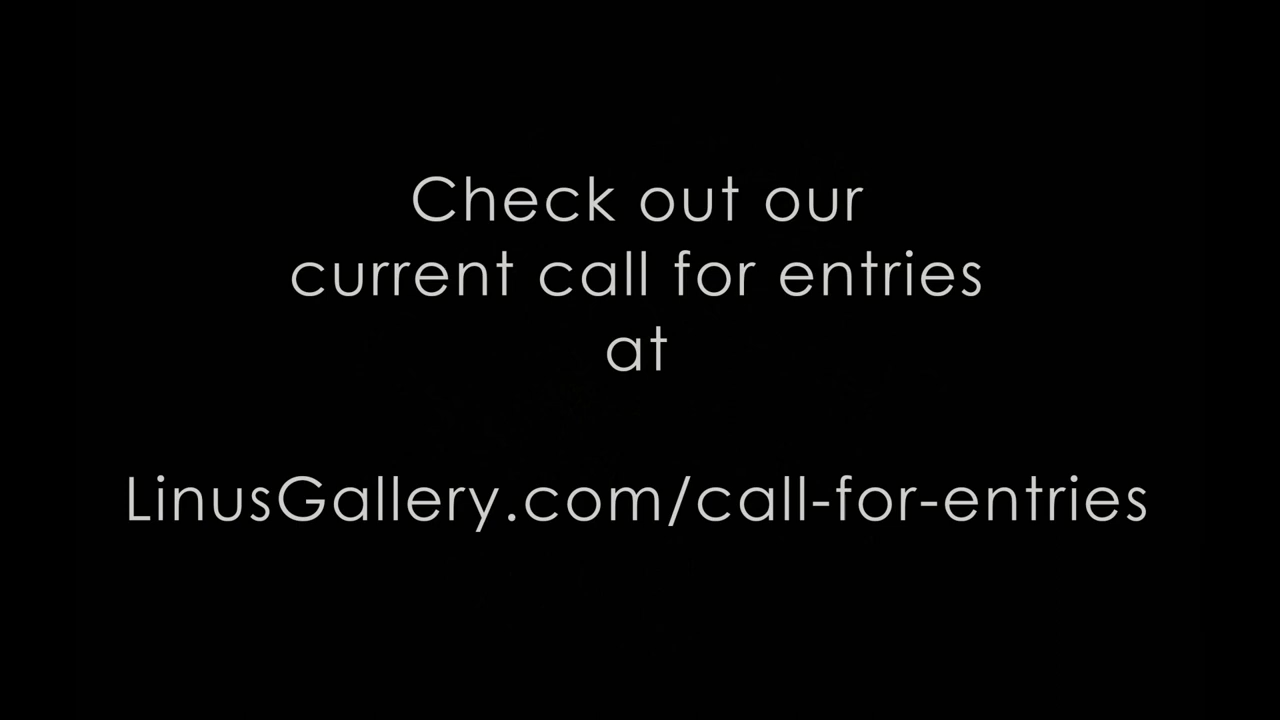 Check out our
current call for entries
at
LinusGallery.com/call-for-entries